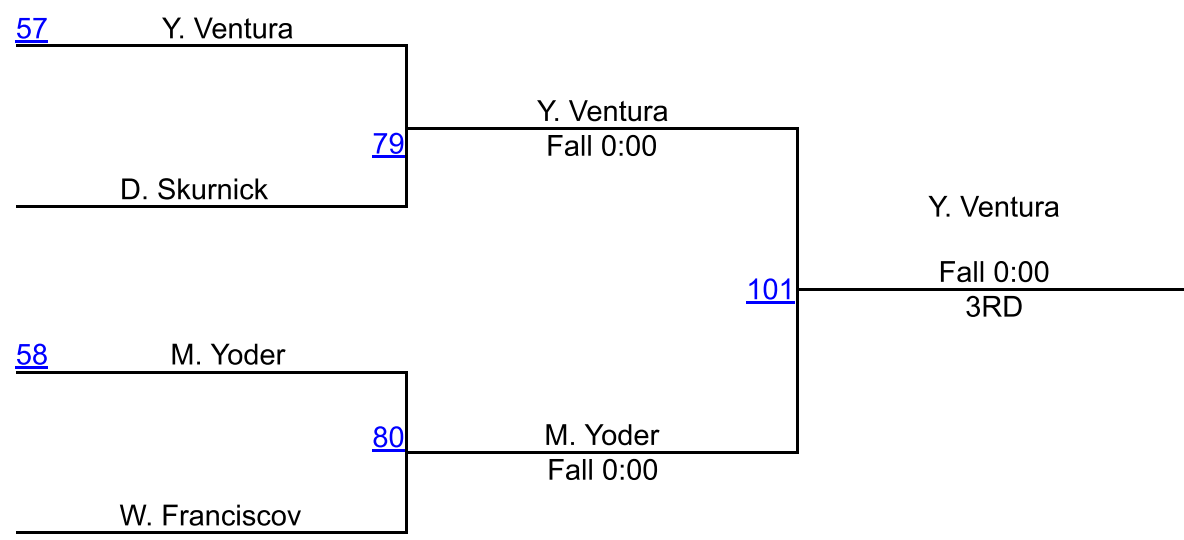 57 Y. Ventura
Y. Ventura
79 Fall 0:00
D. Skurnick
Y. Ventura
Fall 0:00
101
3RD
58 M. Yoder
80 M. Yoder
Fall 0:00
W. Franciscov